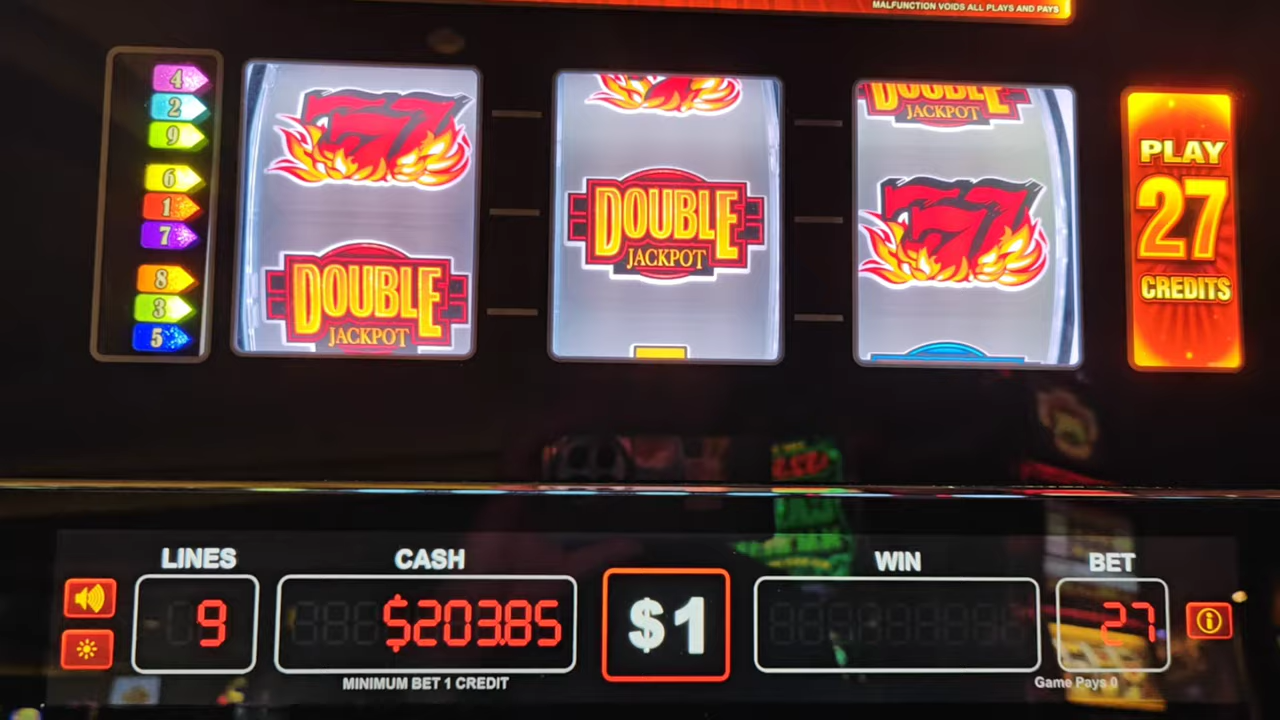 MALFUNCTION VOIDS ALL PLAYS AND PAYS
4
2
9
6
1
7
8
3
5
77
DOUBLE
JACKPOT
DOUBLE
JACKPOT
DOUBLE
JACKPOT
77
PLAY
27
CREDITS
LINES
9
CASH
$203.85
MINIMUM BET 1 CREDIT
$1
WIN
BET
27
Game Pays 0